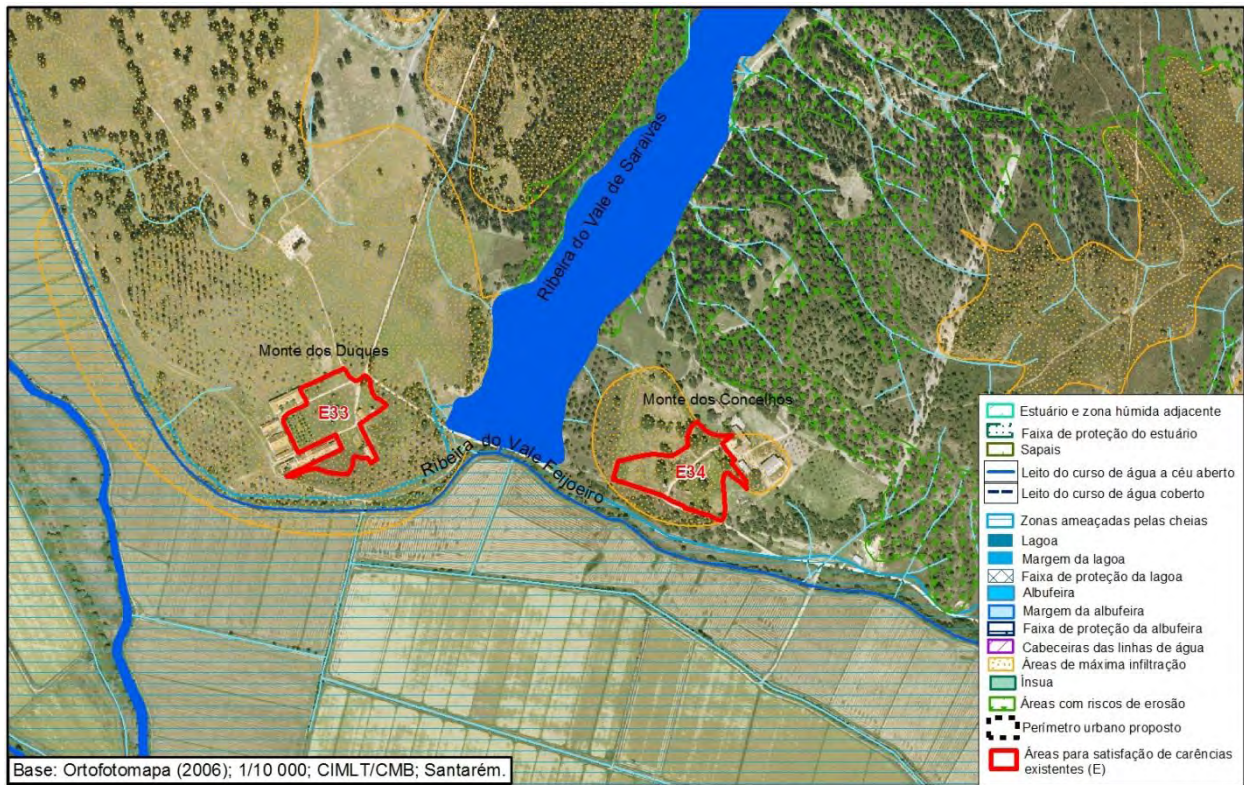 Ribeira do Vale de Saraivas
Monte dos Duques
E33
Monte dos Concelhos
E34
Ribeira do Vale Feijoeiro
Estuário e zona húmida adjacente
Faixa de proteção do estuário
Sapais
Leito do curso de água a céu aberto
Leito do curso de água coberto
Zonas ameaçadas pelas cheias
Lagoa
Margem da lagoa
Faixa de proteção da lagoa
Albufeira
Margem da albufeira
Faixa de proteção da albufeira
Cabeceiras das linhas de água
Áreas de máxima infiltração
Ínsua
Áreas com riscos de erosão
Perímetro urbano proposto
Áreas para satisfação de carências
existentes (E)
Base: Ortofotomapa (2006); 1/10 000; CIMLT/CMB; Santarém.